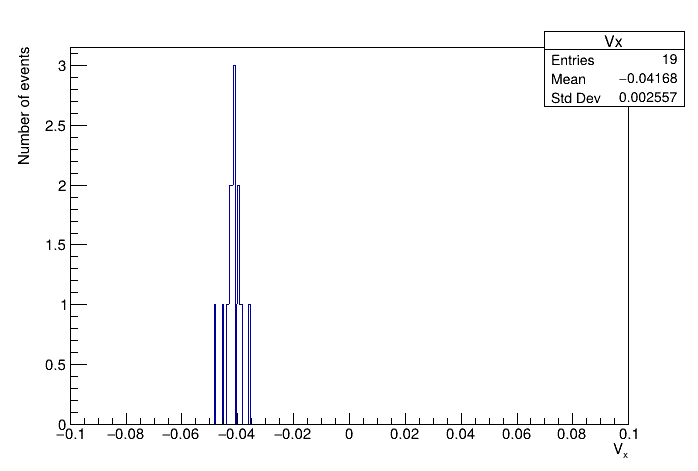 Vx
Entries 19
Mean −0.04168
Std Dev 0.002557
Number of events
3
2.5
2
1.5
1
0.5
0
−0.1 −0.08 −0.06 −0.04 −0.02 0 0.02 0.04 0.06 0.08 0.1
Vₓ